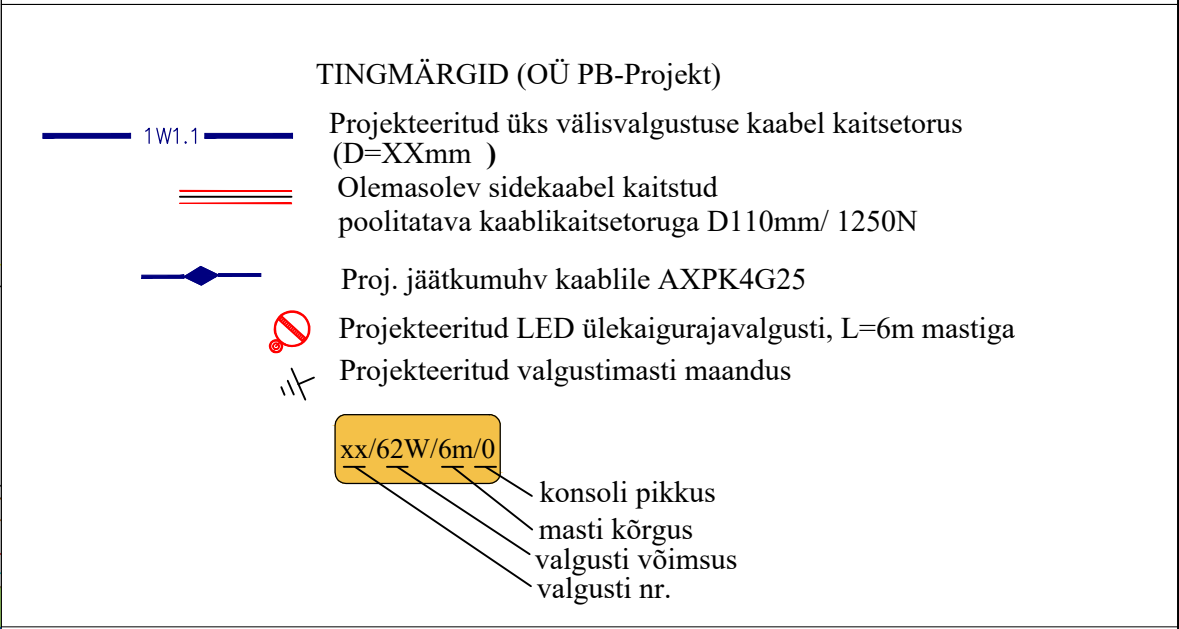 TINGMÄRGID (OÜ PB-Projekt)
1W1.1
Projekteeritud üks välisvalgustuse kaabel kaitsetorus
(D=XXmm )
Olemasolev sidekaabel kaitstud
poolitatava kaablikaitsetoruga D110mm/ 1250N
Proj. jäätkumuhv kaablile AXPK4G25
Projekteeritud LED ülekaigurajavalgusti, L=6m mastiga
Projekteeritud valgustimasti maandus
xx/62W/6m/0
konsoli pikkus
masti kõrgus
valgusti võimsus
valgusti nr.